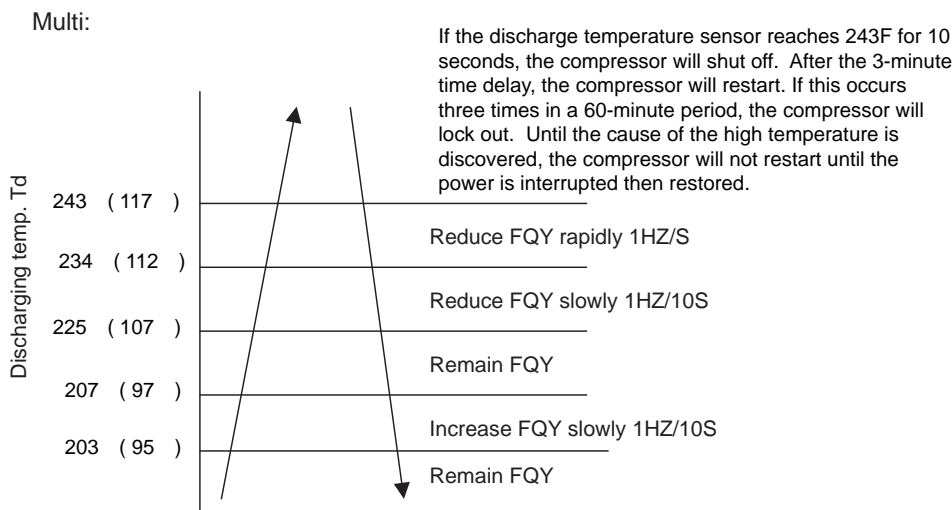 Multi:
If the discharge temperature sensor reaches 243F for 10
seconds, the compressor will shut off. After the 3-minute
time delay, the compressor will restart. If this occurs
three times in a 60-minute period, the compressor will
lock out. Until the cause of the high temperature is
discovered, the compressor will not restart until the
power is interrupted then restored.
Discharging temp. Td
243 ( 117 )
Reduce FQY rapidly 1HZ/S
234 ( 112 )
Reduce FQY slowly 1HZ/10S
225 ( 107 )
Remain FQY
207 ( 97 )
Increase FQY slowly 1HZ/10S
203 ( 95 )
Remain FQY